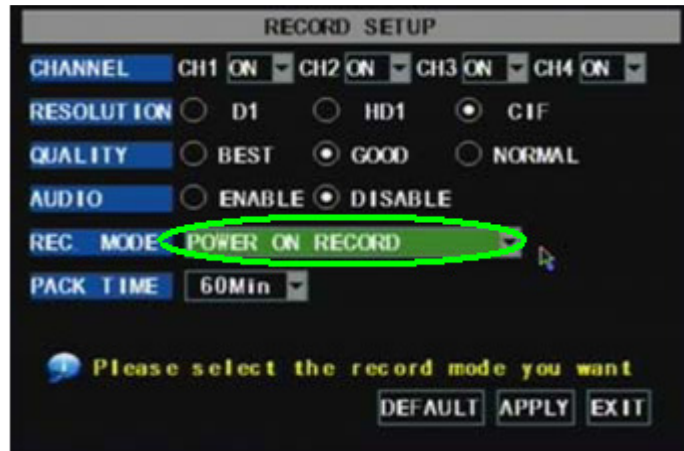 RECORD SETUP
CHANNEL CH1 ON CH2 ON CH3 ON CH4 ON
RESOLUTION D1 HD1 CIF
QUALITY BEST GOOD NORMAL
AUDIO ENABLE DISABLE
REC MODE POWER ON RECORD
PACK TIME 60Min
Please select the record mode you want
DEFAULT APPLY EXIT